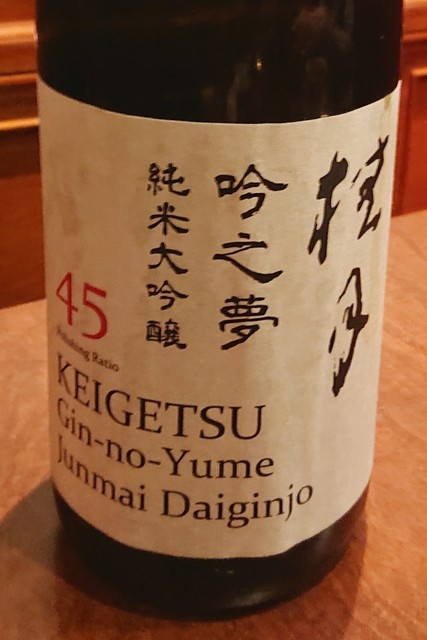 桂月
吟之夢
純米大吟醸
45
Polishing Ratio
KEIGETSU
Gin-no-Yume
Junmai Daiginjo